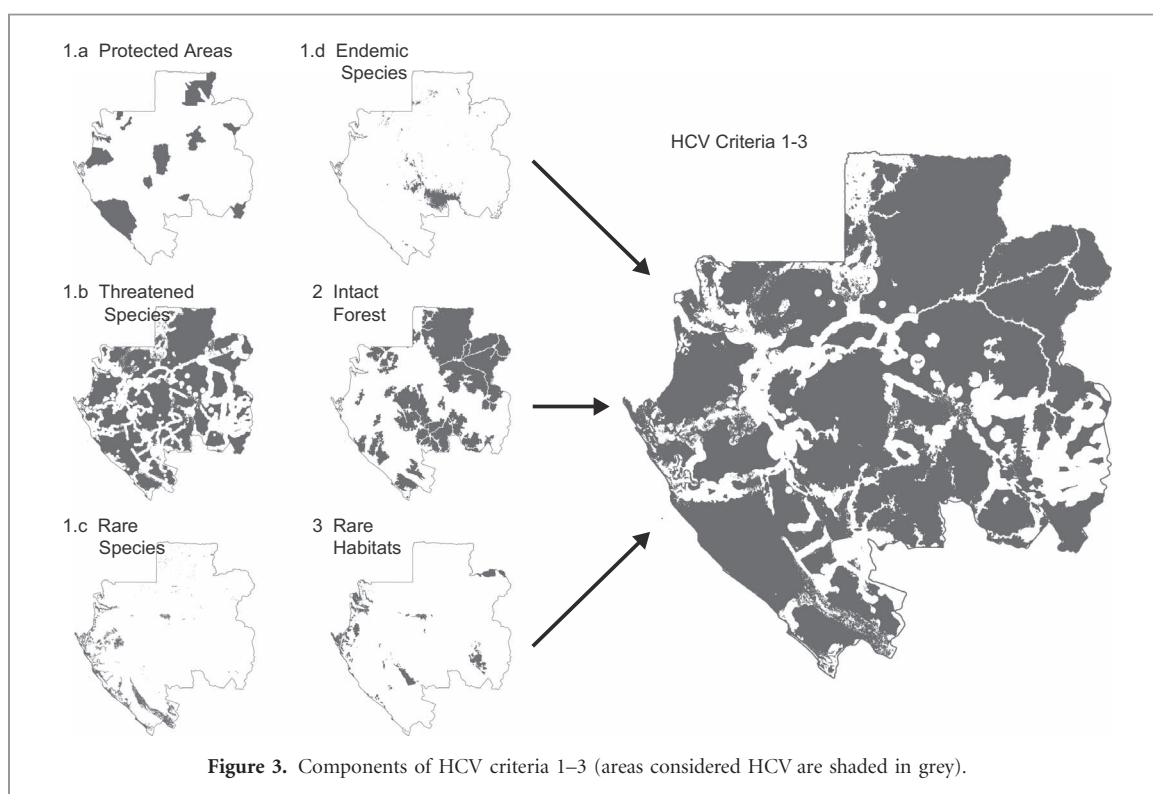 1.a Protected Areas
1.d Endemic
Species
HCV Criteria 1-3
1.b Threatened
Species
2 Intact
Forest
1.c Rare
Species
3 Rare
Habitats
Figure 3. Components of HCV criteria 1–3 (areas considered HCV are shaded in grey).